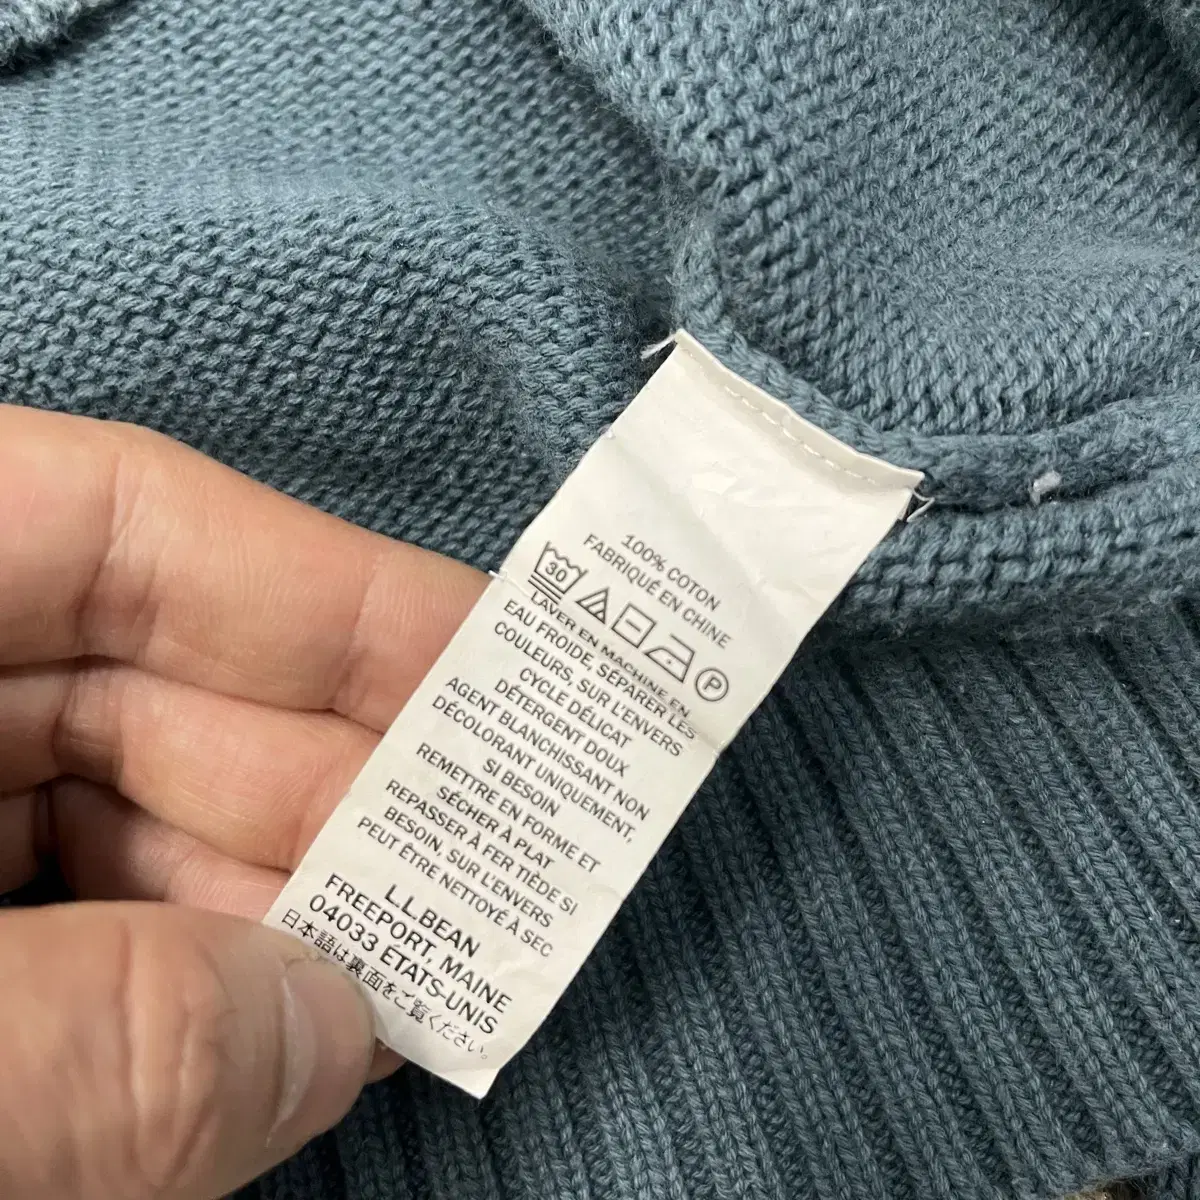 100% COTON
FABRIQUÉ EN CHINE
30 P
LAVER EN MACHINE, EN
EAU FROIDE, SÉPARER LES
COULEURS, SUR L'ENVERS
CYCLE DÉLICAT
DÉTERGENT DOUX
AGENT BLANCHISSANT NON
DÉCOLORANT UNIQUEMENT,
SI BESOIN
REMETTRE EN FORME ET
SÉCHER À PLAT
REPASSER À FER TIÈDE SI
BESOIN, SUR L'ENVERS
PEUT ÊTRE NETTOYÉ À SEC
L.L.BEAN
FREEPORT, MAINE
04033 ÉTATS-UNIS
日本語は裏面をご覧ください。